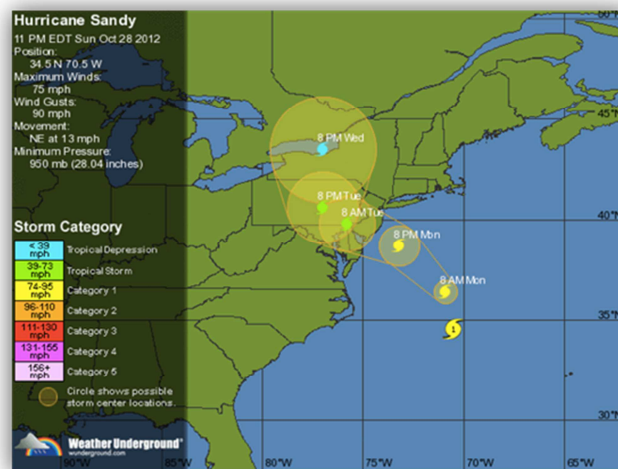 Hurricane Sandy
11 PM EDT Sun Oct 28 2012
Position:
34.5 N 70.5 W
Maximum Winds:
75 mph
Wind Gusts:
90 mph
Movement:
NE at 13 mph
Minimum Pressure:
950 mb (28.04 inches)
Storm Category
< 39
mph
Tropical Depression
39-73
mph
Tropical Storm
74-95
mph
Category 1
96-110
mph
Category 2
111-130
mph
Category 3
131-155
mph
Category 4
156+
mph
Category 5
Circle shows possible
storm center locations.
Weather Underground®
wunderground.com
8 PM Wed
8 PM Tue
8 AM Tue
8 PM Mon
8 AM Mon
1
50°N
45°N
40°N
35°N
30°N
90°W
85°W
80°W
75°W
70°W
65°W